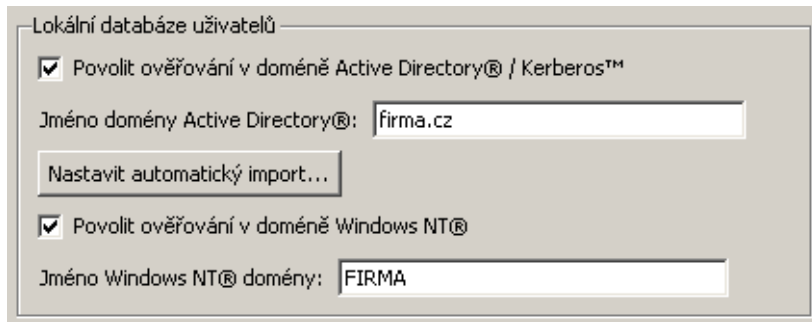 Lokální databáze uživatelů
Povolit ověřování v doméně Active Directory® / Kerberos™
Jméno domény Active Directory®: firma.cz
Nastavit automatický import...
Povolit ověřování v doméně Windows NT®
Jméno Windows NT® domény: FIRMA